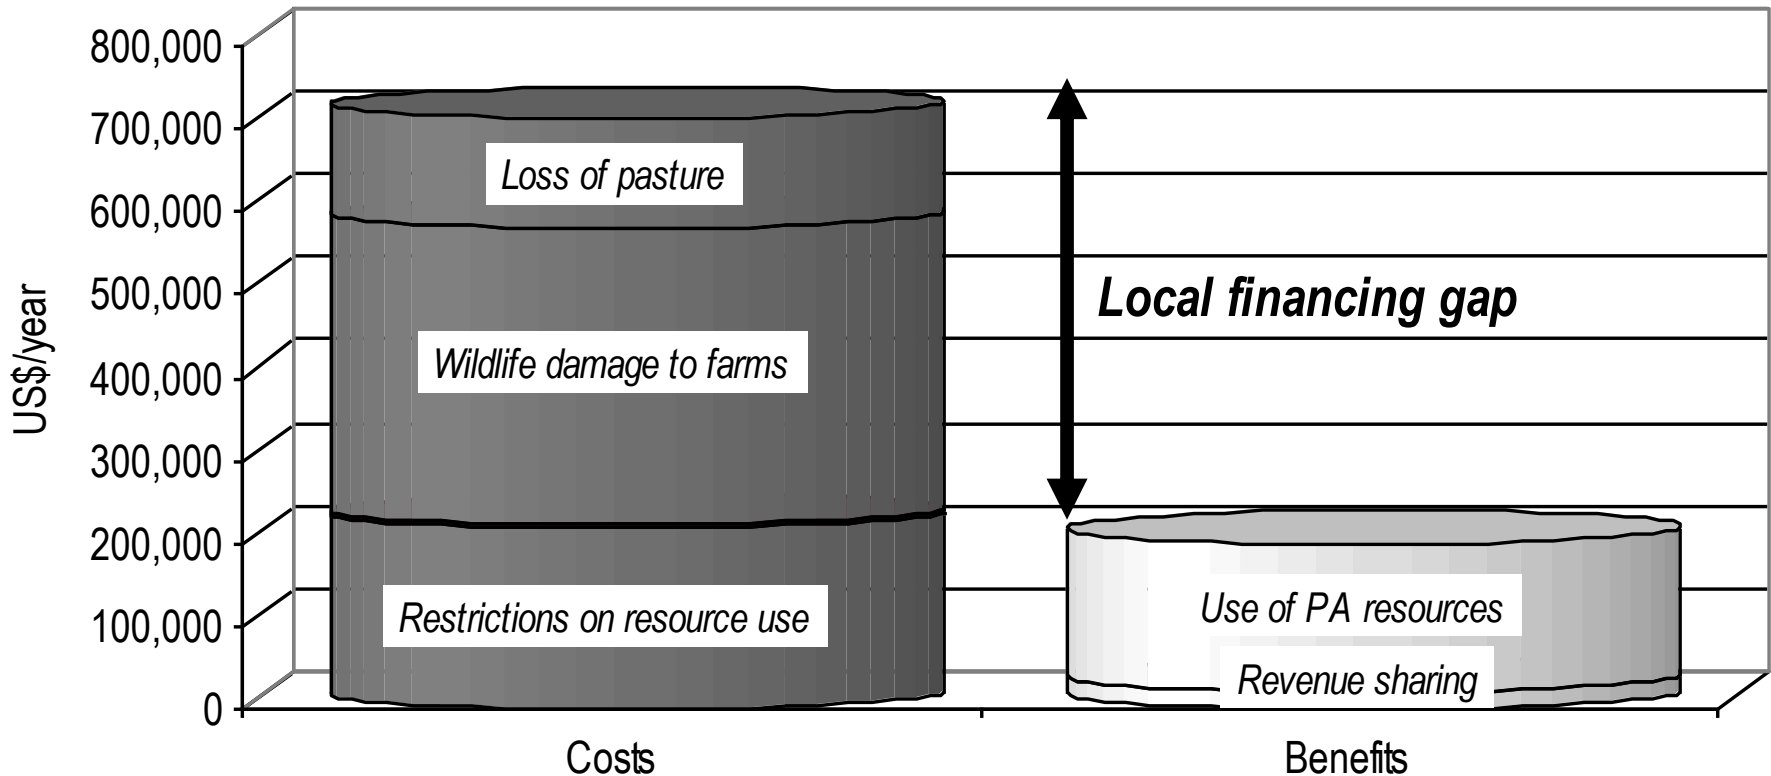 800,000
700,000
600,000
500,000
400,000
300,000
200,000
100,000
0
US$/year
Loss of pasture
Wildlife damage to farms
Restrictions on resource use
Local financing gap
Use of PA resources
Revenue sharing
Costs
Benefits